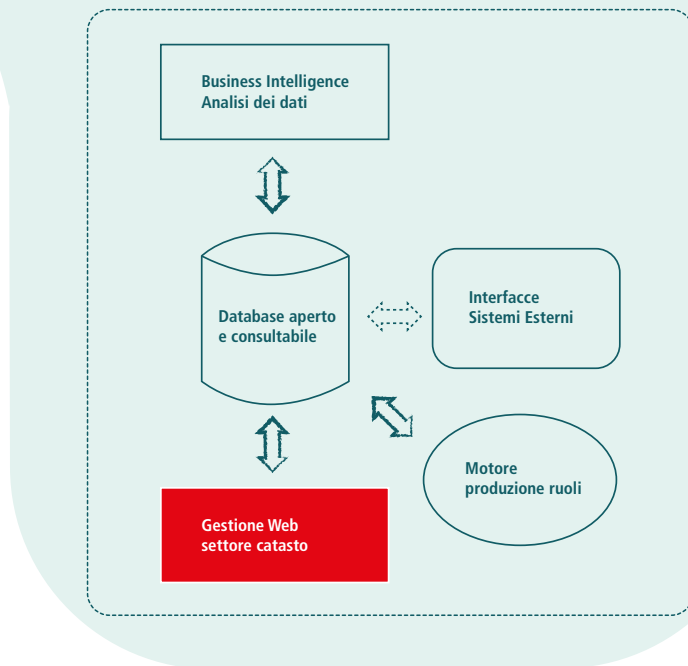 Business Intelligence
Analisi dei dati
Database aperto
e consultabile
Interfacce
Sistemi Esterni
Motore
produzione ruoli
Gestione Web
settore catasto